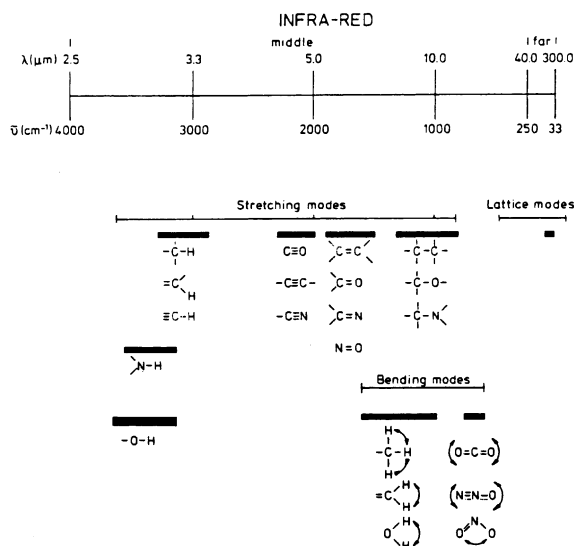 INFRA-RED
middle far
λ(μm) 2.5 3.3 5.0 10.0 40.0 300.0
ν̄(cm⁻¹) 4000 3000 2000 1000 250 33
Stretching modes Lattice modes
-C-H C≡O C=C -C-C-
=C H -C≡C- C=O -C-O-
≡C-H -C≡N C=N -C-N
N=O
N-H
Bending modes
-O-H
H
-C-H (O=C=O)
H
=C H H (N≡N=O)
O H H O N O